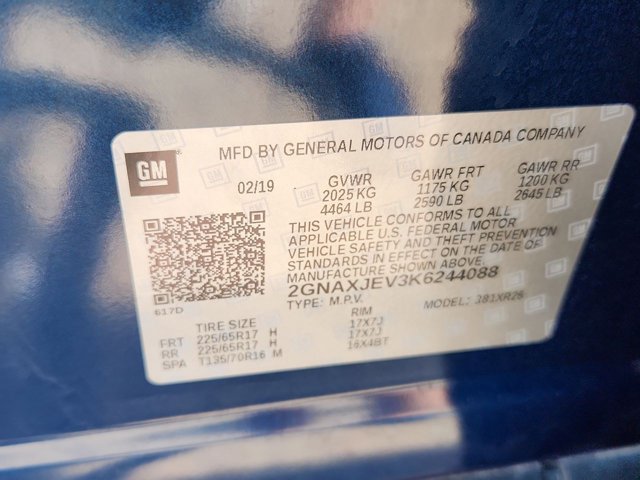 MFD BY GENERAL MOTORS OF CANADA COMPANY
GM
02/19 GVWR GAWR FRT GAWR RR
2025 KG 1175 KG 1200 KG
4464 LB 2590 LB 2645 LB
THIS VEHICLE CONFORMS TO ALL
APPLICABLE U.S. FEDERAL MOTOR
VEHICLE SAFETY AND THEFT PREVENTION
STANDARDS IN EFFECT ON THE DATE OF
MANUFACTURE SHOWN ABOVE.
2GNAXJEV3K6244088
617D TYPE: M.P.V. MODEL: 381XR26
TIRE SIZE RIM
FRT 225/65R17 H 17X7J
RR 225/65R17 H 17X7J
SPA T135/70R16 M 16X4BT